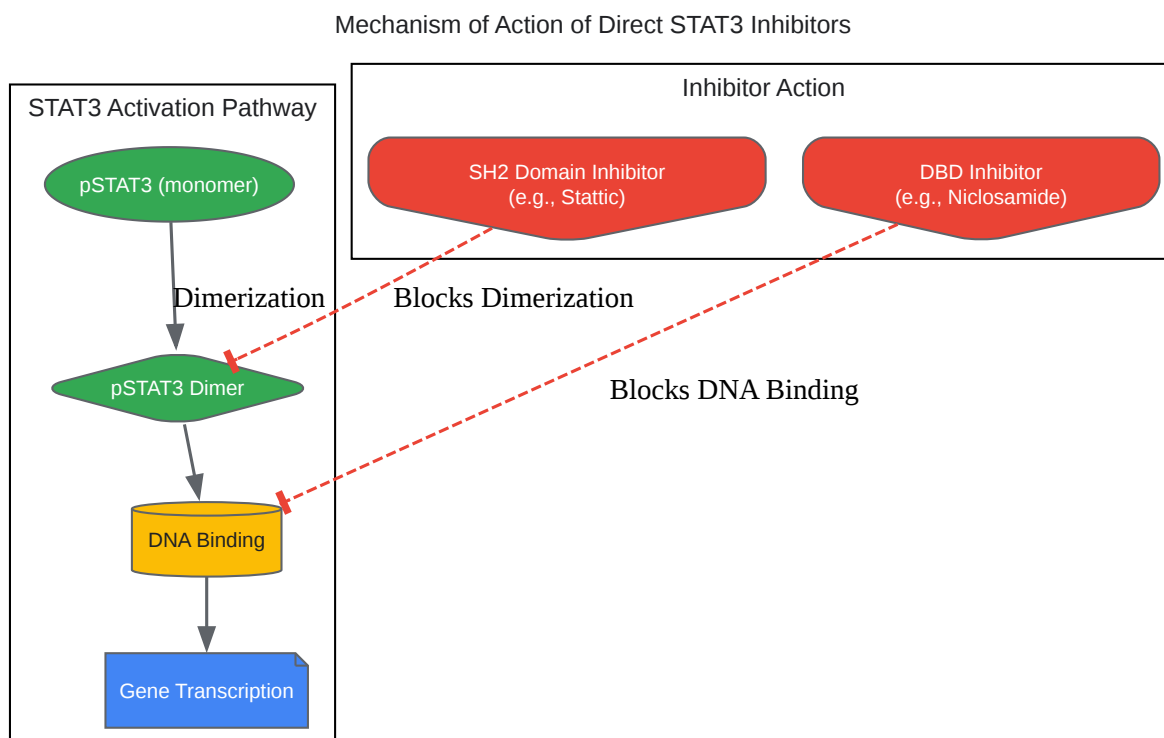 Mechanism of Action of Direct STAT3 Inhibitors
STAT3 Activation Pathway
pSTAT3 (monomer)
Dimerization
pSTAT3 Dimer
DNA Binding
Gene Transcription
Inhibitor Action
SH2 Domain Inhibitor
(e.g., Stattic)
DBD Inhibitor
(e.g., Niclosamide)
Blocks Dimerization
Blocks DNA Binding